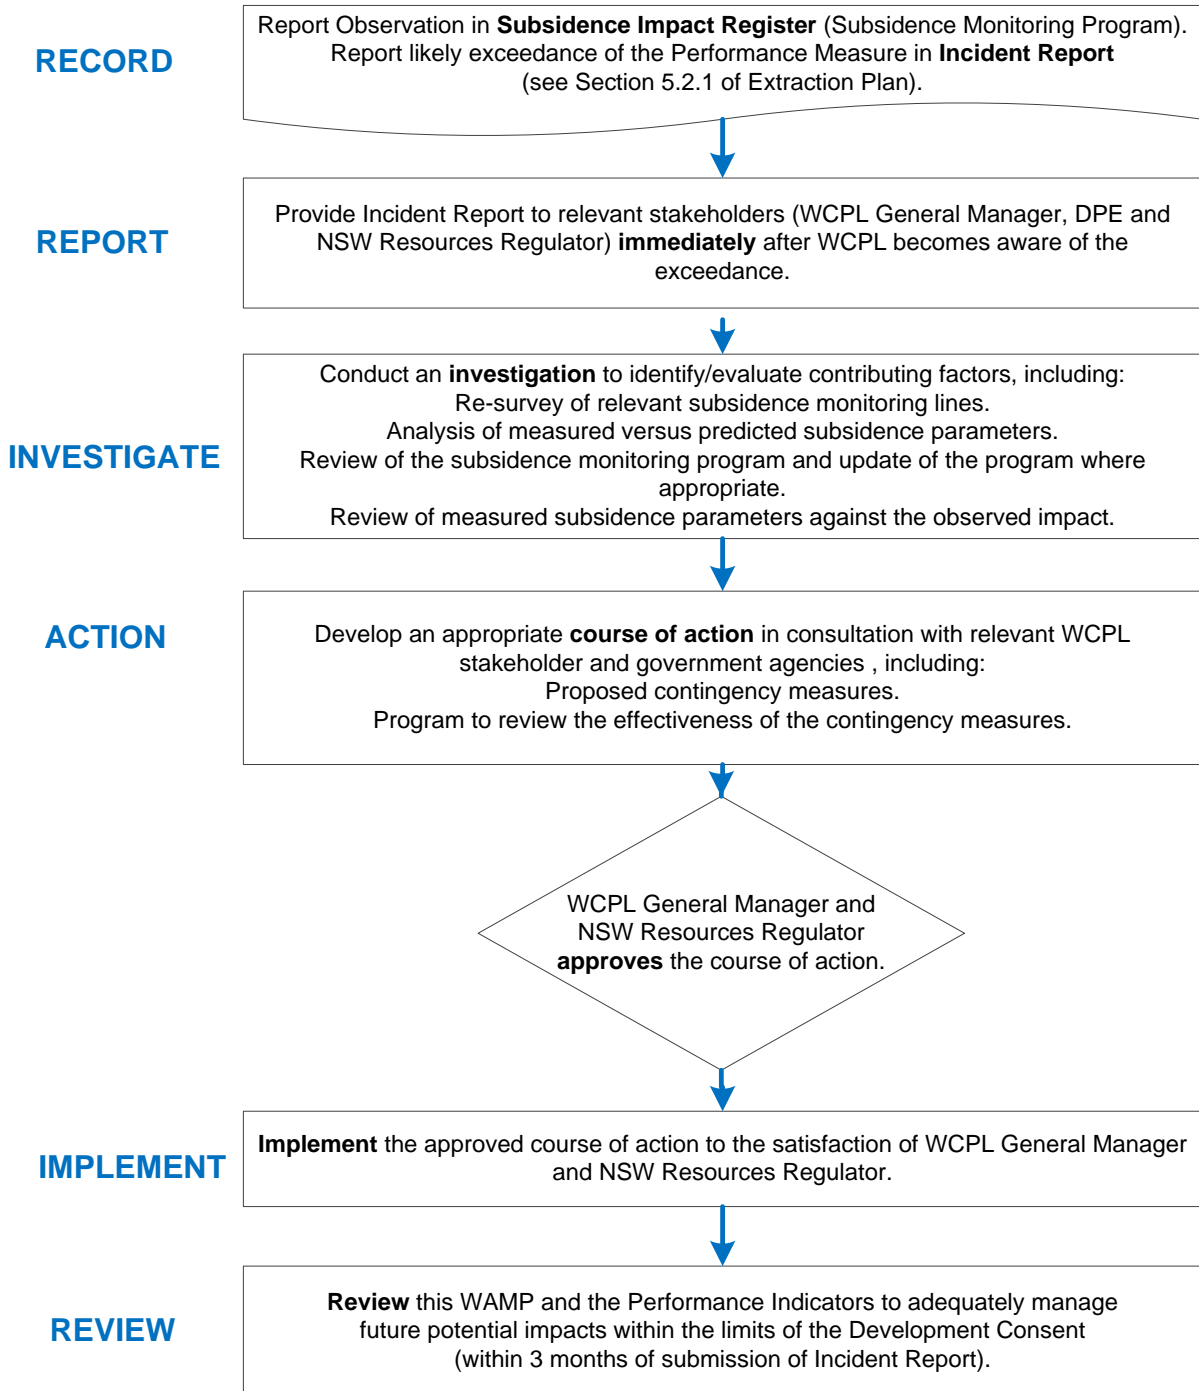 RECORD
Report Observation in Subsidence Impact Register (Subsidence Monitoring Program).
Report likely exceedance of the Performance Measure in Incident Report
(see Section 5.2.1 of Extraction Plan).
REPORT
Provide Incident Report to relevant stakeholders (WCPL General Manager, DPE and
NSW Resources Regulator) immediately after WCPL becomes aware of the
exceedance.
INVESTIGATE
Conduct an investigation to identify/evaluate contributing factors, including:
Re-survey of relevant subsidence monitoring lines.
Analysis of measured versus predicted subsidence parameters.
Review of the subsidence monitoring program and update of the program where
appropriate.
Review of measured subsidence parameters against the observed impact.
ACTION
Develop an appropriate course of action in consultation with relevant WCPL
stakeholder and government agencies , including:
Proposed contingency measures.
Program to review the effectiveness of the contingency measures.
WCPL General Manager and
NSW Resources Regulator
approves the course of action.
IMPLEMENT
Implement the approved course of action to the satisfaction of WCPL General Manager
and NSW Resources Regulator.
REVIEW
Review this WAMP and the Performance Indicators to adequately manage
future potential impacts within the limits of the Development Consent
(within 3 months of submission of Incident Report).